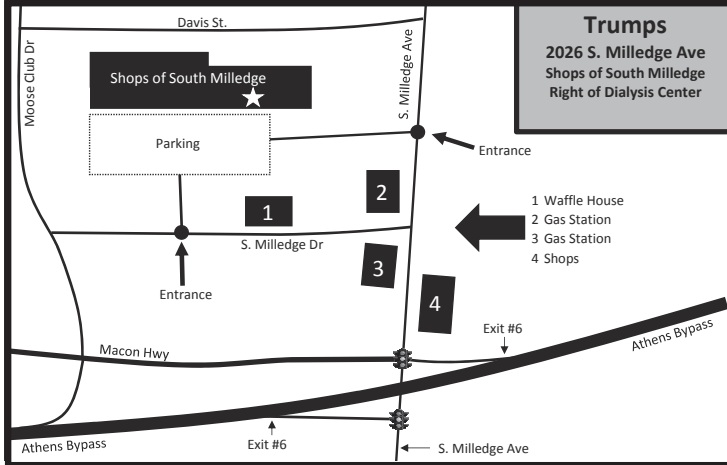 Davis St.
Trumps
2026 S. Milledge Ave
Shops of South Milledge
Right of Dialysis Center
Moose Club Dr
S. Milledge Ave
Shops of South Milledge
Parking
Entrance
2
1
1 Waffle House
2 Gas Station
3 Gas Station
4 Shops
S. Milledge Dr
3
Entrance
4
Exit #6
Athens Bypass
Macon Hwy
Athens Bypass
Exit #6
S. Milledge Ave